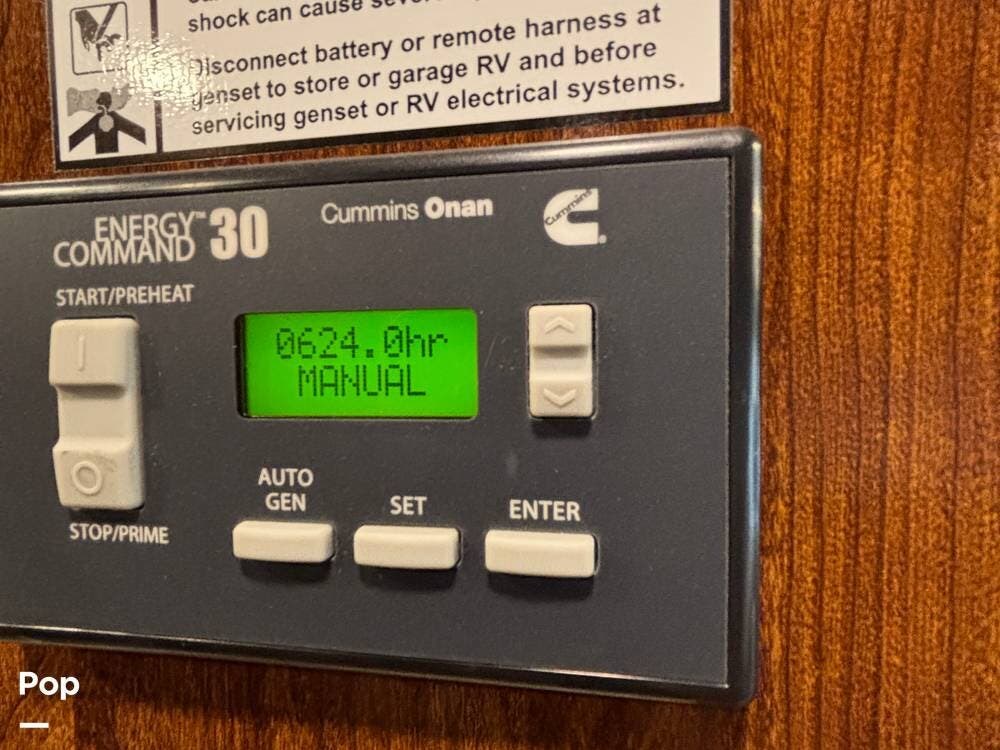 shock can cause
Disconnect battery or remote harness at
genset to store or garage RV and before
servicing genset or RV electrical systems.
ENERGY™
COMMAND 30
Cummins Onan
Cummins
START/PREHEAT
0624.0hr
MANUAL
AUTO
GEN
SET
ENTER
STOP/PRIME
Pop